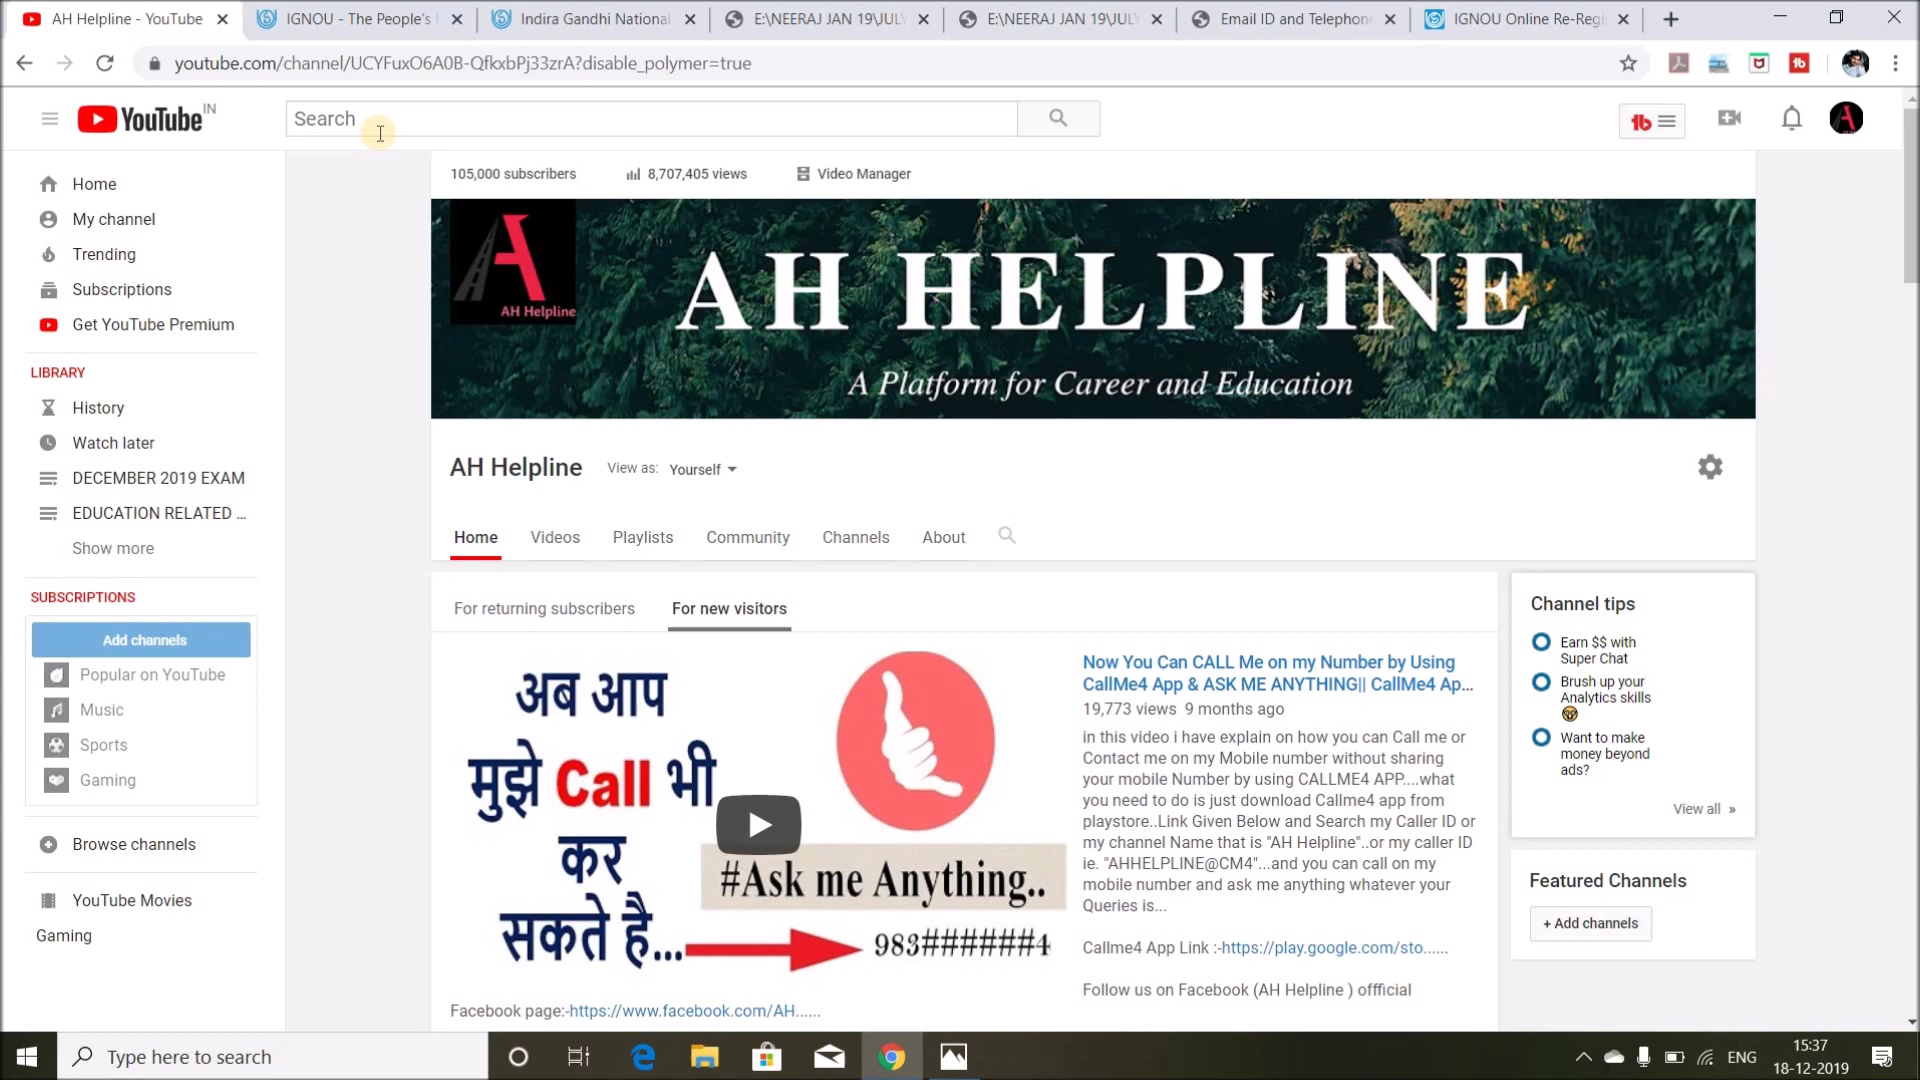 AH Helpline - YouTube
IGNOU - The People's
Indira Gandhi National
E:\NEERAJ JAN 19\JULY
E:\NEERAJ JAN 19\JULY
Email ID and Telephone
IGNOU Online Re-Regi
youtube.com/channel/UCYFuxO6A0B-QfkxbPj33zrA?disable_polymer=true
YouTube IN
Search
105,000 subscribers
8,707,405 views
Video Manager
Home
My channel
Trending
Subscriptions
Get YouTube Premium
LIBRARY
History
Watch later
DECEMBER 2019 EXAM
EDUCATION RELATED ...
Show more
SUBSCRIPTIONS
Add channels
Popular on YouTube
Music
Sports
Gaming
Browse channels
YouTube Movies
Gaming
AH Helpline
AH HELPLINE
A Platform for Career and Education
AH Helpline
View as: Yourself
Home Videos Playlists Community Channels About
For returning subscribers
For new visitors
अब आप
मुझे Call भी
कर
सकते है...
#Ask me Anything..
983######4
Now You Can CALL Me on my Number by Using
CallMe4 App & ASK ME ANYTHING|| CallMe4 Ap...
19,773 views 9 months ago
in this video i have explain on how you can Call me or
Contact me on my Mobile number without sharing
your mobile Number by using CALLME4 APP....what
you need to do is just download Callme4 app from
playstore..Link Given Below and Search my Caller ID or
my channel Name that is "AH Helpline"..or my caller ID
ie. "AHHELPLINE@CM4"...and you can call on my
mobile number and ask me anything whatever your
Queries is...
Callme4 App Link :-https://play.google.com/sto......
Follow us on Facebook (AH Helpline ) offficial
Facebook page:-https://www.facebook.com/AH......
Channel tips
Earn $$ with
Super Chat
Brush up your
Analytics skills
Want to make
money beyond
ads?
View all »
Featured Channels
+ Add channels
Type here to search
ENG
15:37
18-12-2019